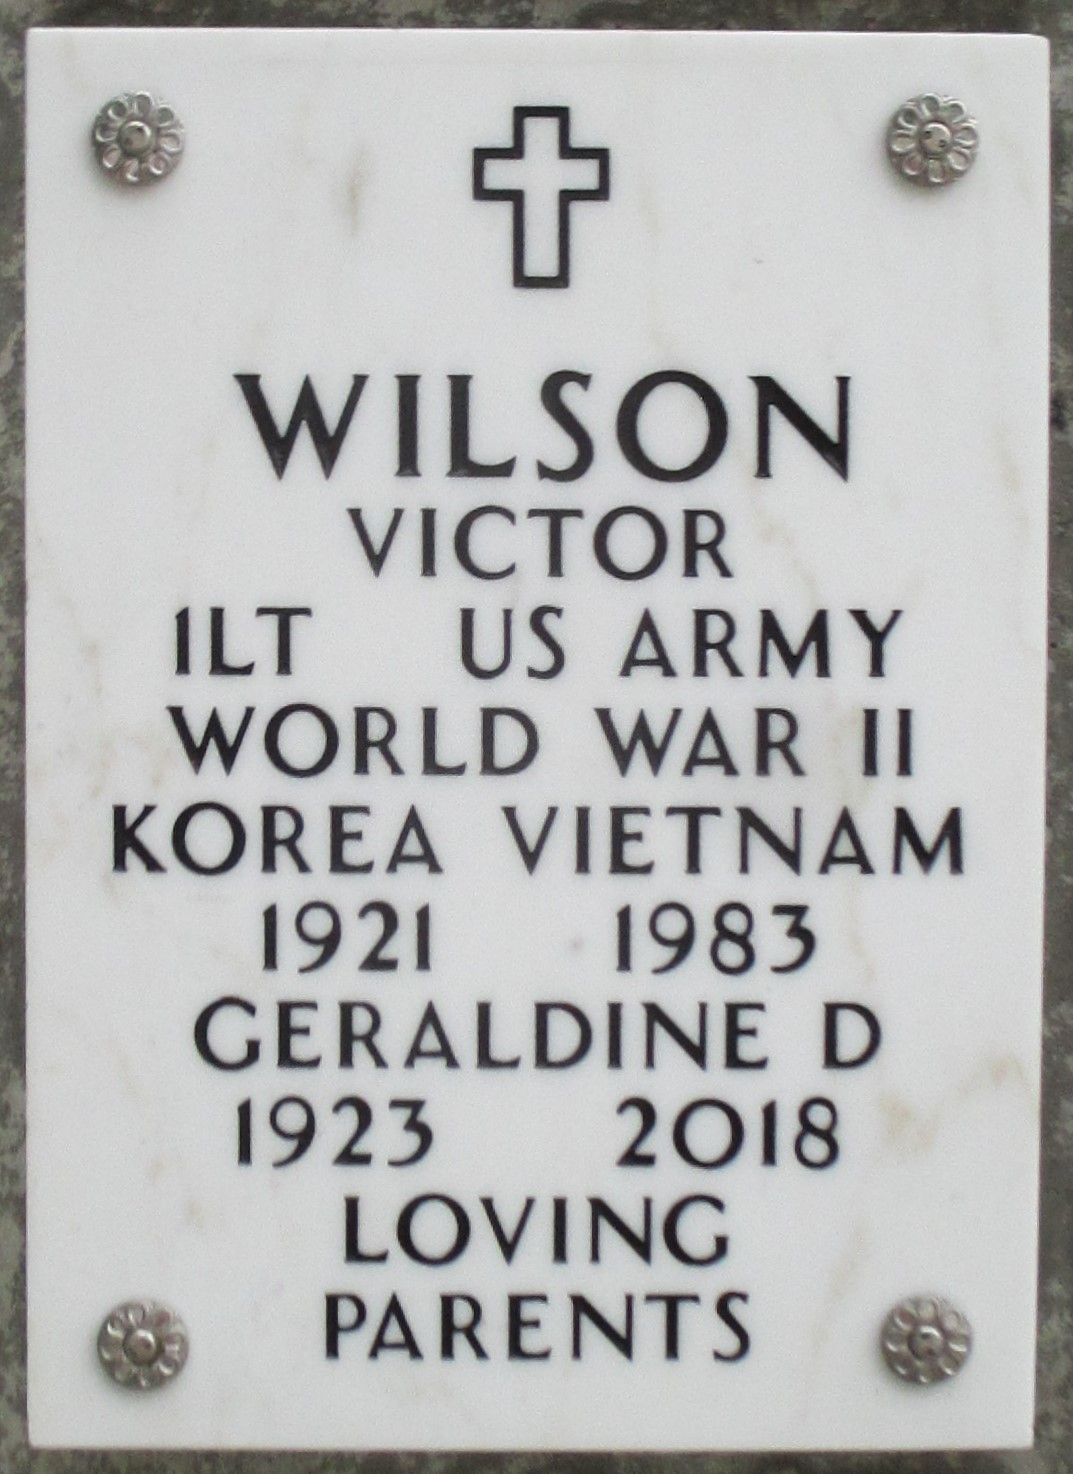 WILSON
VICTOR
1LT US ARMY
WORLD WAR II
KOREA VIETNAM
1921 1983
GERALDINE D
1923 2018
LOVING
PARENTS